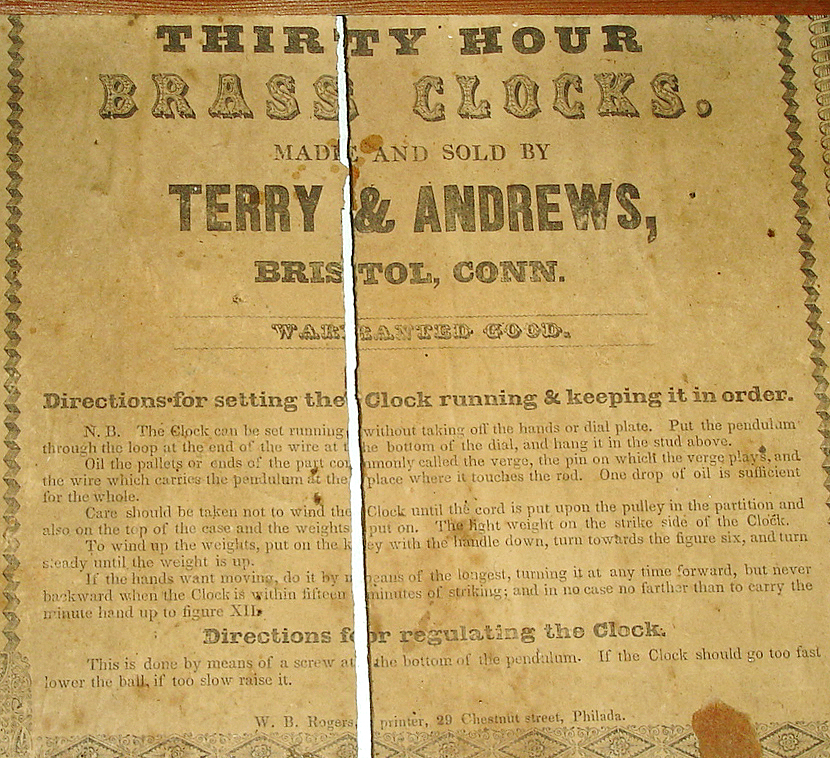 THIRTY HOUR
BRASS CLOCKS.
MADE AND SOLD BY
TERRY & ANDREWS,
BRISTOL, CONN.
WARRANTED GOOD.
Directions for setting the Clock running & keeping it in order.
N. B. The Clock can be set running without taking off the hands or dial plate. Put the pendulum
through the loop at the end of the wire at the bottom of the dial, and hang it in the stud above.
Oil the pallets or ends of the part commonly called the verge, the pin on which the verge plays, and
the wire which carries the pendulum at the place where it touches the rod. One drop of oil is sufficient
for the whole.
Care should be taken not to wind the Clock until the cord is put upon the pulley in the partition and
also on the top of the case and the weights put on. The light weight on the strike side of the Clock.
To wind up the weights, put on the key with the handle down, turn towards the figure six, and turn
steady until the weight is up.
If the hands want moving, do it by means of the longest, turning it at any time forward, but never
backward when the Clock is within fifteen minutes of striking; and in no case no farther than to carry the
minute hand up to figure XII.
Directions for regulating the Clock.
This is done by means of a screw at the bottom of the pendulum. If the Clock should go too fast
lower the ball, if too slow raise it.
W. B. Rogers, printer, 29 Chestnut street, Philada.